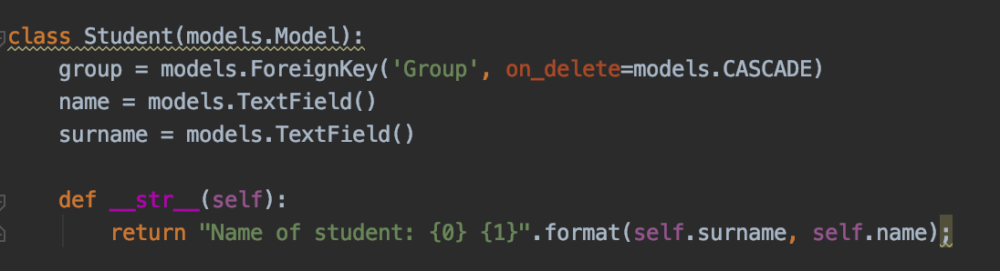 class Student(models.Model):
    group = models.ForeignKey('Group', on_delete=models.CASCADE)
    name = models.TextField()
    surname = models.TextField()
    def __str__(self):
        return "Name of student: {0} {1}".format(self.surname, self.name);